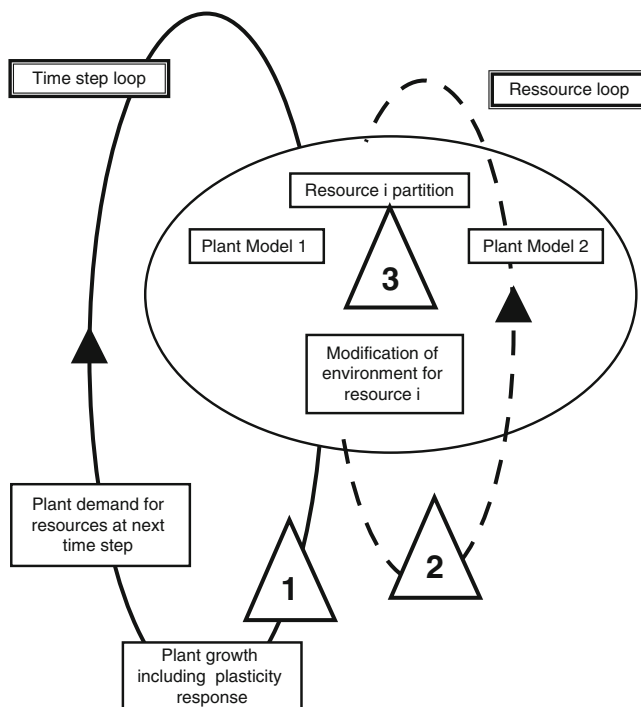 Time step loop
Ressource loop
Resource i partition
Plant Model 1
Plant Model 2
3
Modification of
environment for
resource i
Plant demand for
resources at next
time step
1
2
Plant growth
including plasticity
response